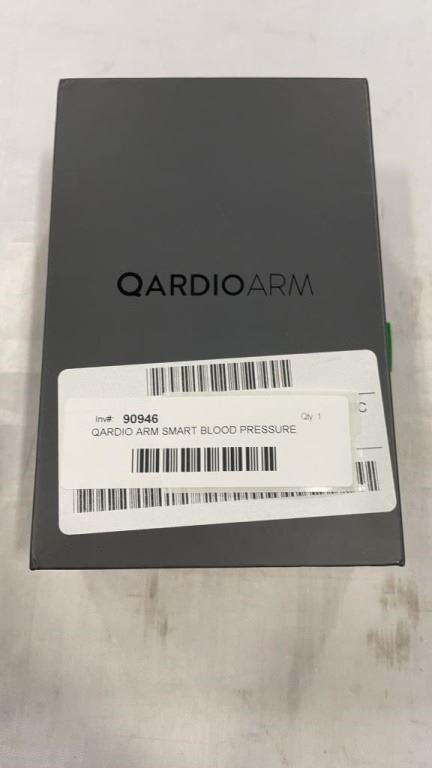 QARDIOARM
C
Inv#: 90946 Qty 1
QARDIO ARM SMART BLOOD PRESSURE